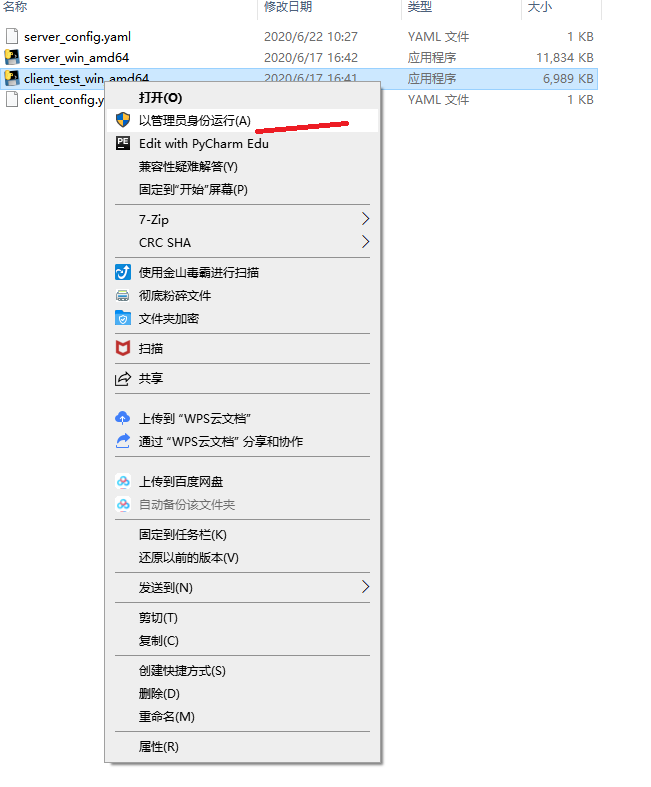 名称 修改日期 类型 大小
server_config.yaml 2020/6/22 10:27 YAML 文件 1 KB
server_win_amd64 2020/6/17 16:42 应用程序 11,834 KB
client_test_win_amd64 2020/6/17 16:41 应用程序 6,989 KB
client_config.y YAML 文件 1 KB
打开(O)
以管理员身份运行(A)
PE
Edit with PyCharm Edu
兼容性疑难解答(Y)
固定到"开始"屏幕(P)
7-Zip
CRC SHA
使用金山毒霸进行扫描
彻底粉碎文件
文件夹加密
扫描
共享
上传到 "WPS云文档"
通过 "WPS云文档" 分享和协作
上传到百度网盘
自动备份该文件夹
固定到任务栏(K)
还原以前的版本(V)
发送到(N)
剪切(T)
复制(C)
创建快捷方式(S)
删除(D)
重命名(M)
属性(R)